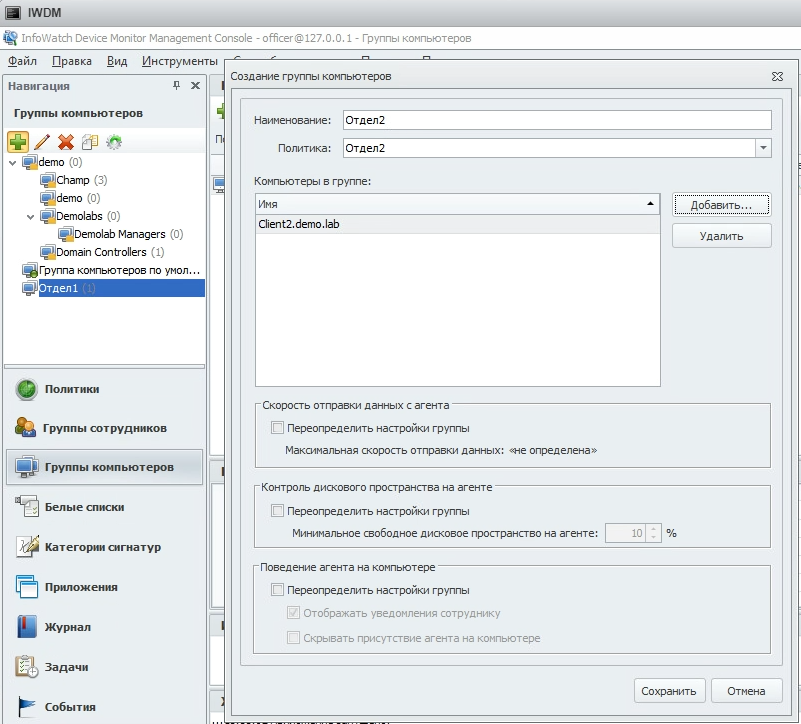 IWDM
InfoWatch Device Monitor Management Console - officer@127.0.0.1 - Группы компьютеров
Файл Правка Вид Инструменты
Навигация
Группы компьютеров
demo (0)
Champ (3)
demo (0)
Demolabs (0)
Demolab Managers (0)
Domain Controllers (1)
Группа компьютеров по умол...
Отдел1 (1)
Политики
Группы сотрудников
Группы компьютеров
Белые списки
Категории сигнатур
Приложения
Журнал
Задачи
События
Создание группы компьютеров
Наименование: Отдел2
Политика: Отдел2
Компьютеры в группе:
Имя
Client2.demo.lab
Добавить...
Удалить
Скорость отправки данных с агента
Переопределить настройки группы
Максимальная скорость отправки данных: «не определена»
Контроль дискового пространства на агенте
Переопределить настройки группы
Минимальное свободное дисковое пространство на агенте: 10 %
Поведение агента на компьютере
Переопределить настройки группы
Отображать уведомления сотруднику
Скрывать присутствие агента на компьютере
Сохранить Отмена